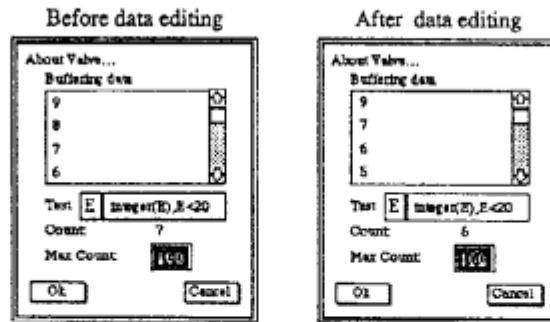 Before data editing
About Valve...
Buffering data
9
8
7
6
Test E integer(E),E<20
Count: 7
Max Count: 100
Ok Cancel
After data editing
About Valve...
Buffering data
9
7
6
5
Test E integer(E),E<20
Count: 6
Max Count: 100
Ok Cancel